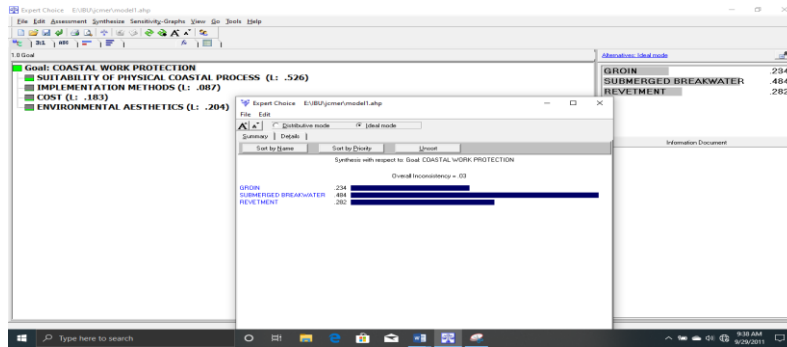 Expert Choice E:\IBU\jcmer\model1.ahp
File Edit Assessment Synthesize Sensitivity-Graphs View Go Tools Help
1.0 Goal
Alternatives: Ideal mode
Goal: COASTAL WORK PROTECTION
SUITABILITY OF PHYSICAL COASTAL PROCESS (L: .526)
IMPLEMENTATION METHODS (L: .087)
COST (L: .183)
ENVIRONMENTAL AESTHETICS (L: .204)
GROIN .234
SUBMERGED BREAKWATER .484
REVETMENT .282
Information Document
Expert Choice E:\IBU\jcmer\model1.ahp
File Edit
Distributive mode Ideal mode
Summary Details
Sort by Name Sort by Priority Unsort
Synthesis with respect to: Goal: COASTAL WORK PROTECTION
Overall Inconsistency = .03
GROIN .234
SUBMERGED BREAKWATER .484
REVETMENT .282
Type here to search
9:38 AM
9/29/2011